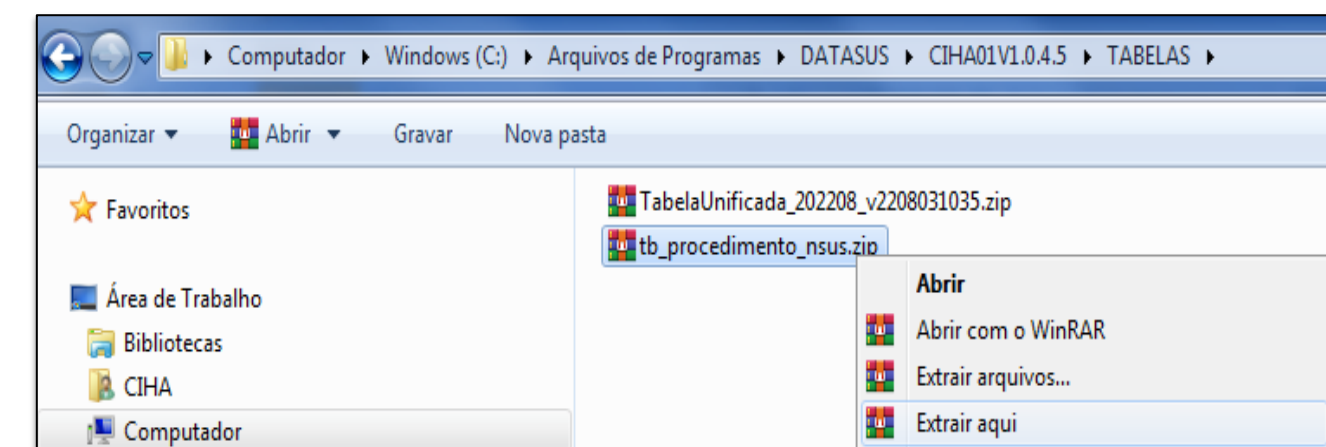 Computador Windows (C:) Arquivos de Programas DATASUS CIHA01V1.0.4.5 TABELAS
Organizar Abrir Gravar Nova pasta
Favoritos
Área de Trabalho
Bibliotecas
CIHA
Computador
TabelaUnificada_202208_v2208031035.zip
tb_procedimento_nsus.zip
Abrir
Abrir com o WinRAR
Extrair arquivos...
Extrair aqui